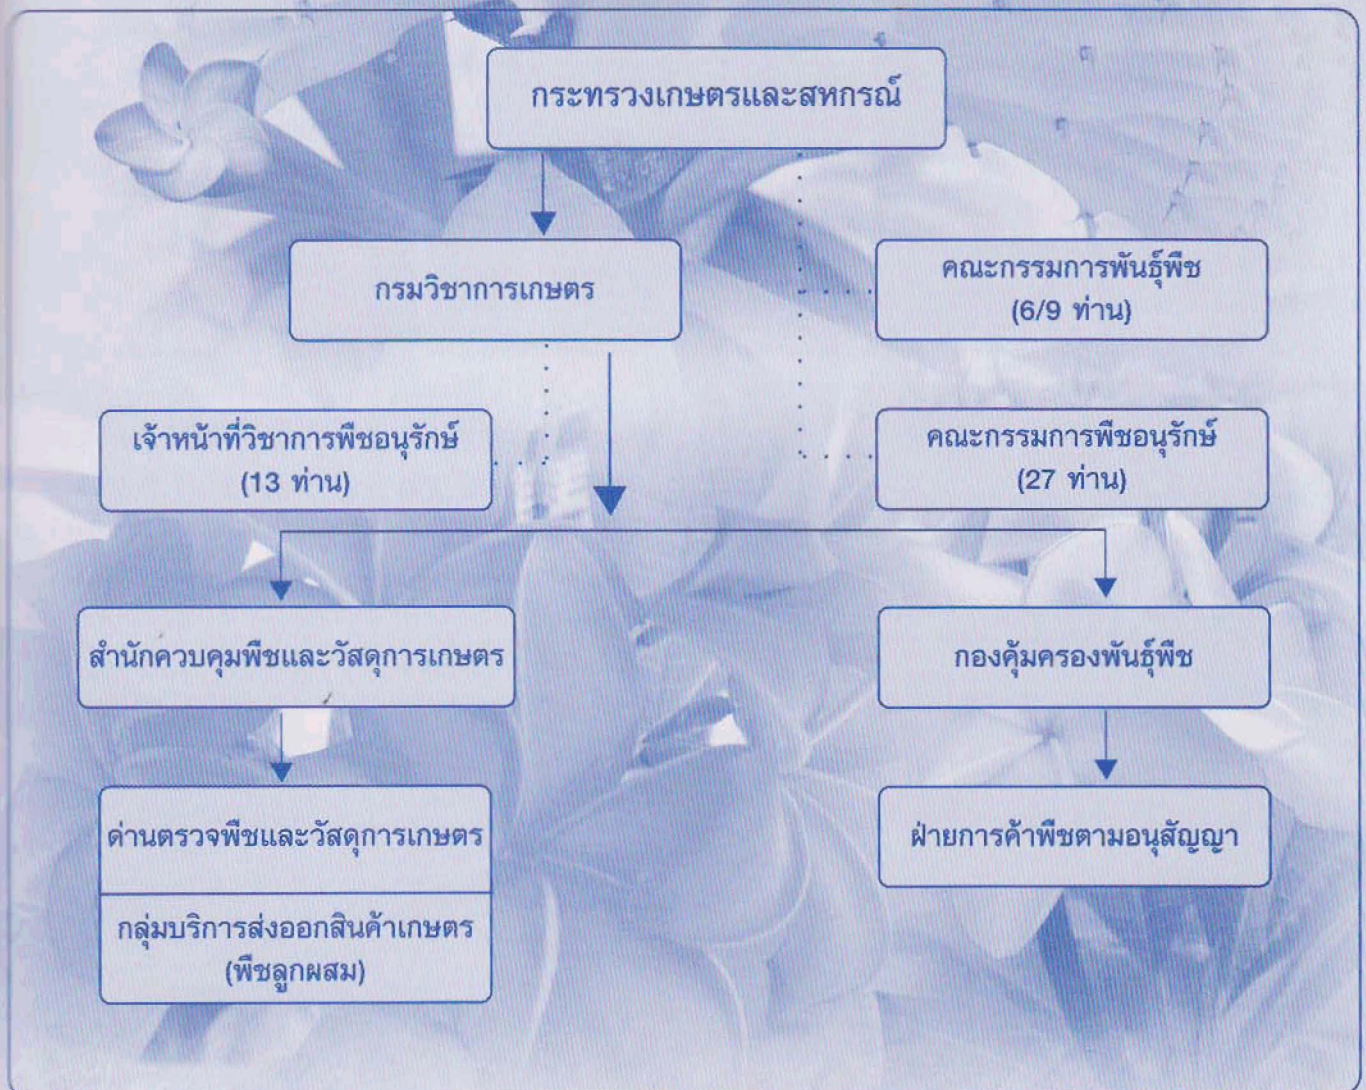 กระทรวงเกษตรและสหกรณ์
กรมวิชาการเกษตร
คณะกรรมการพันธุ์พืช
(6/9 ท่าน)
เจ้าหน้าที่วิชาการพืชอนุรักษ์
(13 ท่าน)
คณะกรรมการพืชอนุรักษ์
(27 ท่าน)
สำนักควบคุมพืชและวัสดุการเกษตร
กองคุ้มครองพันธุ์พืช
ด่านตรวจพืชและวัสดุการเกษตร
กลุ่มบริการส่งออกสินค้าเกษตร
(พืชลูกผสม)
ฝ่ายการค้าพืชตามอนุสัญญา